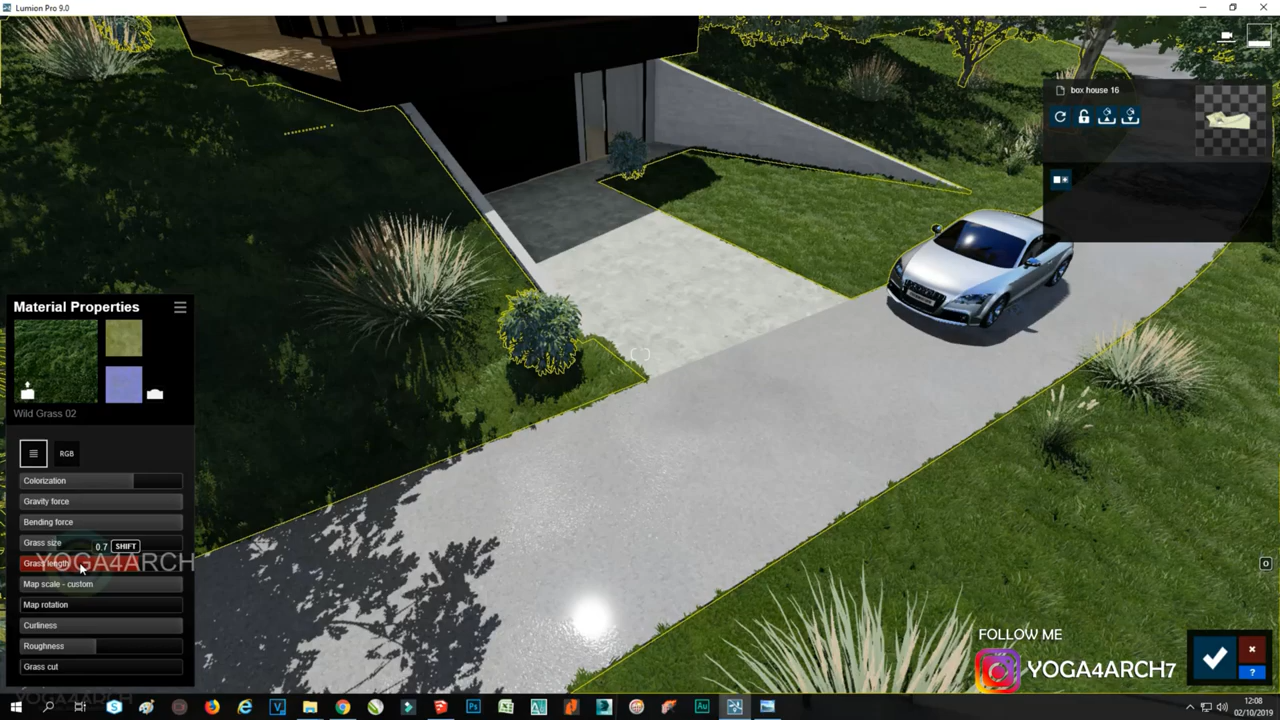 Lumion Pro 9.0
box house 16
Material Properties
Wild Grass 02
RGB
Colorization
Gravity force
Bending force
Grass size
0.7 SHIFT
Grass length
YOGA4ARCH
Map scale - custom
Map rotation
Curliness
Roughness
Grass cut
O
FOLLOW ME
YOGA4ARCH7
?
YOGA4ARCH
12:08
02/10/2019